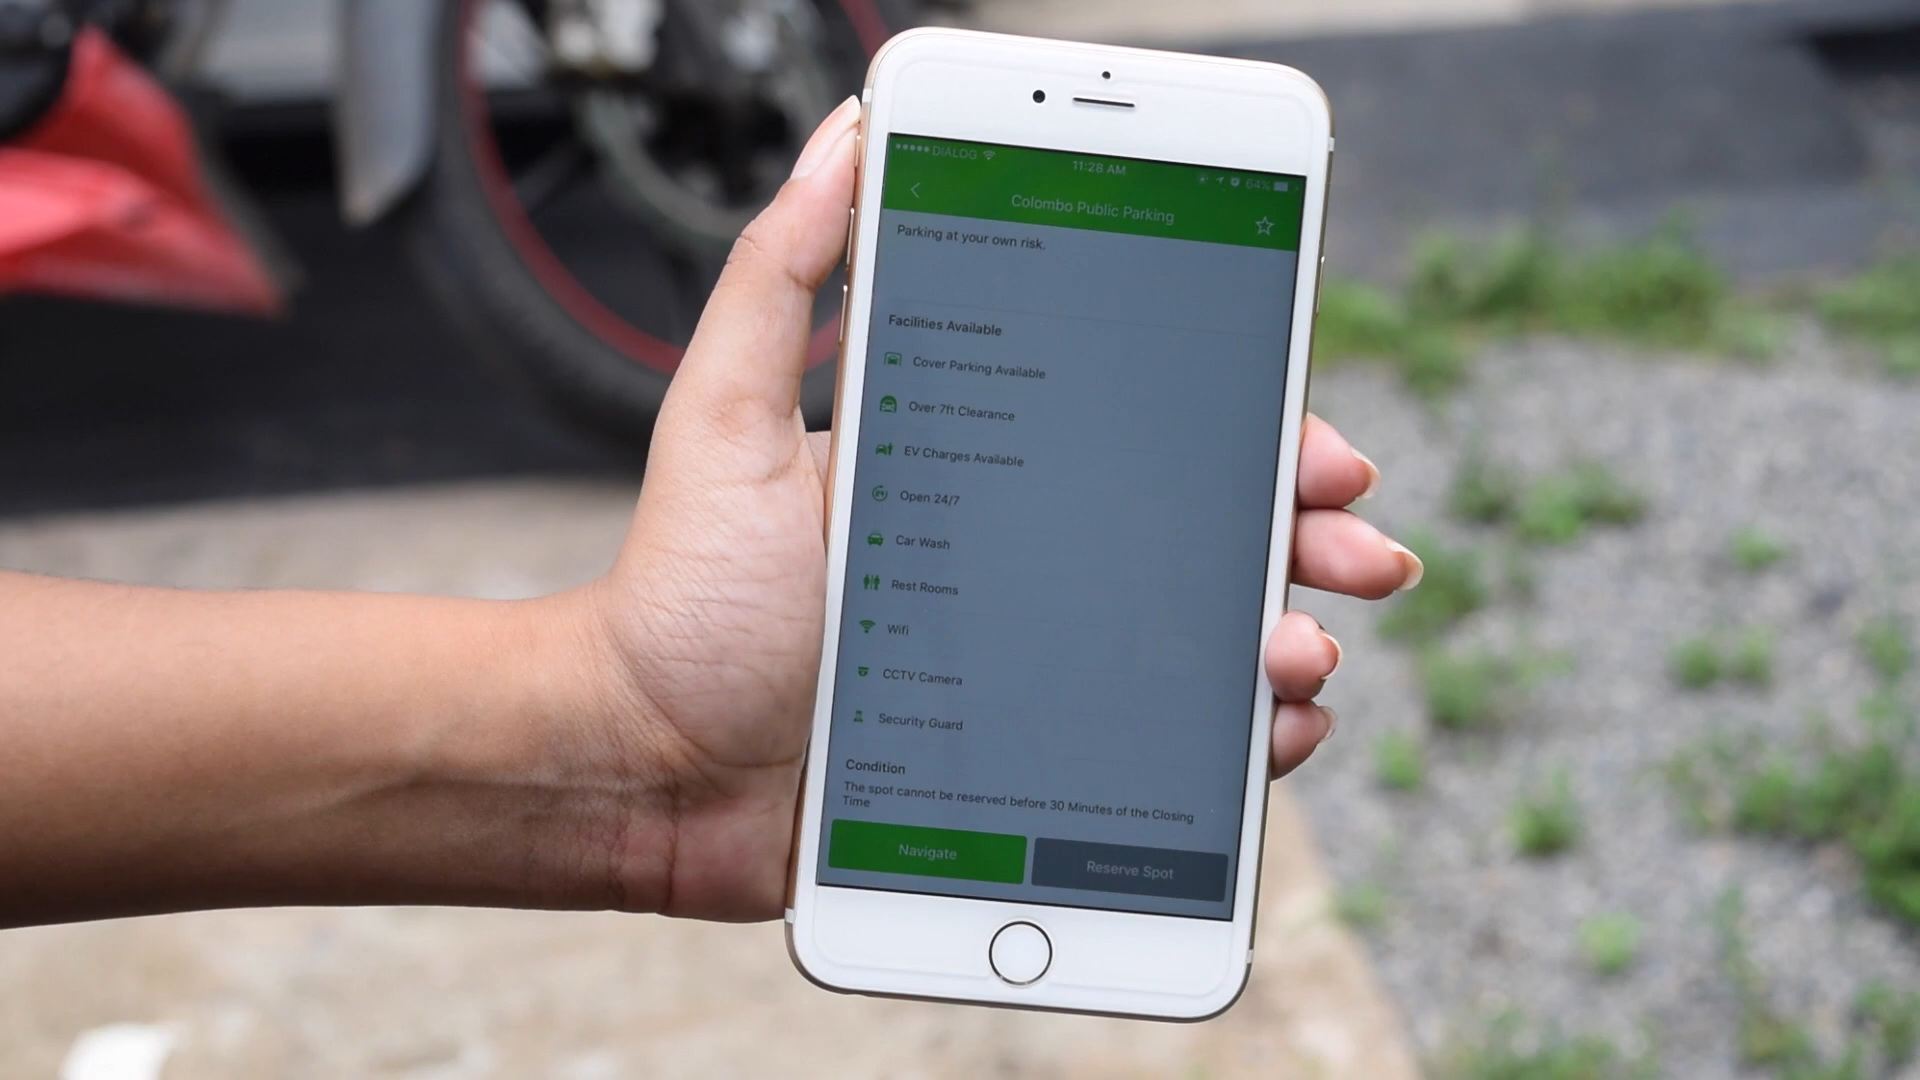 DIALOG 11:28 AM 64%
Colombo Public Parking
Parking at your own risk.
Facilities Available
Cover Parking Available
Over 7ft Clearance
EV Charges Available
Open 24/7
Car Wash
Rest Rooms
Wifi
CCTV Camera
Security Guard
Condition
The spot cannot be reserved before 30 Minutes of the Closing
Time
Navigate Reserve Spot